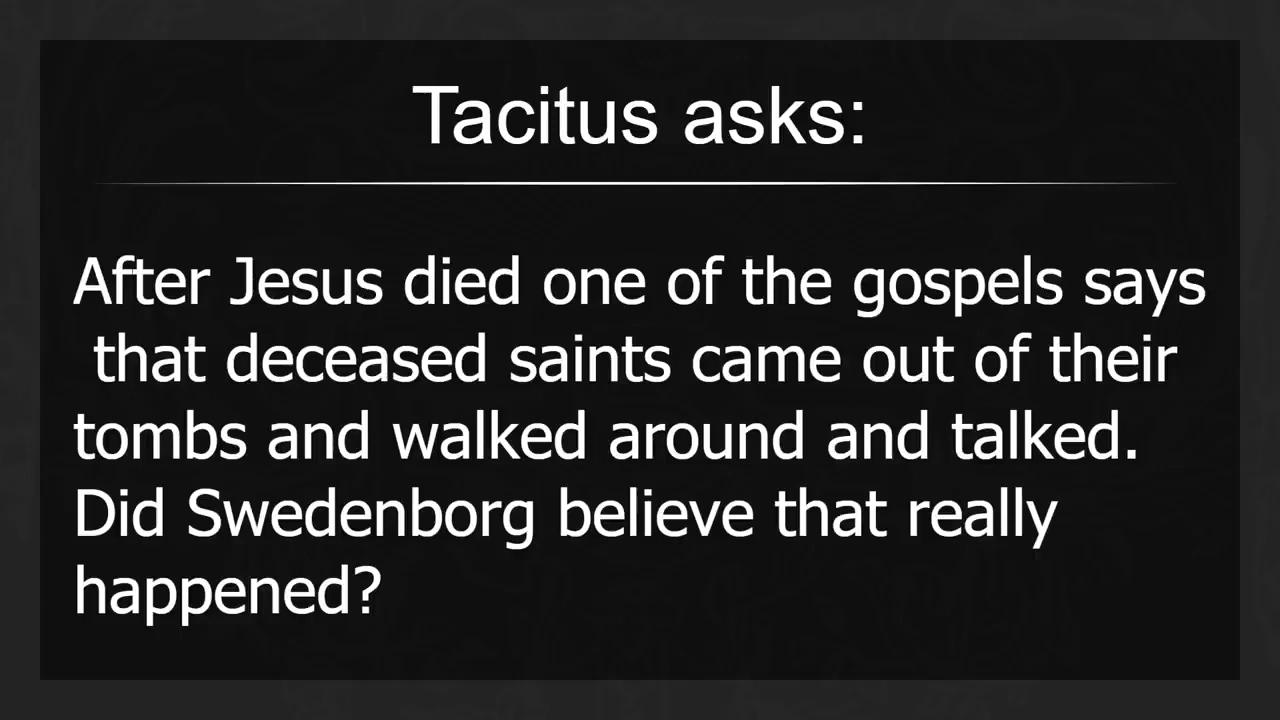 Tacitus asks:
After Jesus died one of the gospels says
that deceased saints came out of their
tombs and walked around and talked.
Did Swedenborg believe that really
happened?